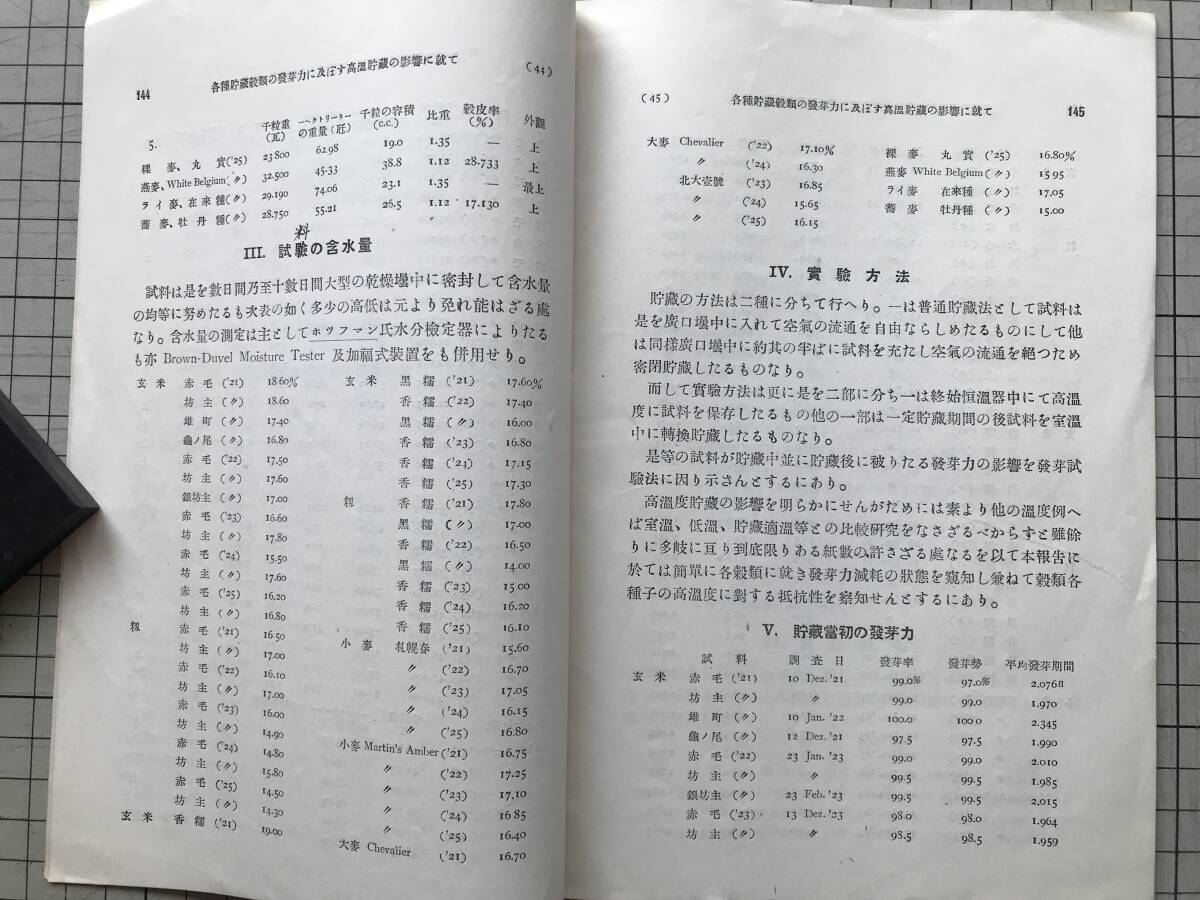 144 各種貯藏穀類の發芽力に及ぼす高溫貯藏の影響に就て (44)
5. 千粒重(瓦) 一ヘクトリーターの重量(瓩) 千粒の容積(c.c.) 比重 穀皮率(%) 外觀
稞麥、丸實('25) 23.800 62.98 19.0 1.35 — 上
燕麥、White Belgium(〃) 32.500 45.33 38.8 1.12 28.733 上
ライ麥、在來種(〃) 29.190 74.06 23.1 1.35 — 最上
蕎麥、牡丹種(〃) 28.750 55.21 26.5 1.12 17.130 上
料
III. 試驗の含水量
試料は是を數日間乃至十數日間大型の乾燥壜中に密封して含水量
の均等に努めたるも次表の如く多少の高低は元より免れ能はざる處
なり。含水量の測定は主としてホッフマン氏水分檢定器によりたる
も亦 Brown-Duvel Moisture Tester 及加福式裝置をも併用せり。
玄米 赤毛('21) 18.60%
坊主(〃) 18.60
雄町(〃) 17.40
龜ノ尾(〃) 16.80
赤毛('22) 17.50
坊主(〃) 17.60
銀坊主(〃) 17.00
赤毛('23) 16.60
坊主(〃) 17.80
赤毛('24) 15.50
坊主(〃) 17.60
赤毛('25) 16.20
坊主(〃) 16.80
籾 赤毛('21) 16.50
坊主(〃) 17.00
赤毛('22) 16.10
坊主(〃) 17.00
赤毛('23) 16.00
坊主(〃) 14.90
赤毛('24) 14.80
坊主(〃) 15.80
赤毛('25) 14.50
坊主(〃) 14.30
玄米 香糯('21) 19.00
玄米 黑糯('21) 17.60%
香糯('22) 17.40
黑糯(〃) 16.00
香糯('23) 16.80
香糯('24) 17.15
香糯('25) 17.30
籾 香糯('21) 17.80
黑糯(〃) 17.00
香糯('22) 16.50
黑糯(〃) 14.00
香糯('23) 15.00
香糯('24) 16.20
香糯('25) 16.10
小麥 札幌春('21) 15.60
〃 ('22) 16.70
〃 ('23) 17.05
〃 ('24) 16.15
〃 ('25) 16.80
小麥 Martin's Amber('21) 16.75
〃 ('22) 17.25
〃 ('23) 17.10
〃 ('24) 16.85
〃 ('25) 16.40
大麥 Chevalier ('21) 16.70
(45) 各種貯藏穀類の發芽力に及ぼす高溫貯藏の影響に就て 145
大麥 Chevalier ('22) 17.10%
〃 ('24) 16.30
北大壹號 ('23) 16.85
〃 ('24) 15.65
〃 ('25) 16.15
稞麥 丸實 ('25) 16.80%
燕麥 White Belgium (〃) 15.95
ライ麥 在來種 (〃) 17.05
蕎麥 牡丹種 (〃) 15.00
IV. 實驗方法
貯藏の方法は二種に分ちて行へり。一は普通貯藏法として試料は
是を廣口壜中に入れて空氣の流通を自由ならしめたるものにして他
は同樣廣口壜中に約其の半ばに試料を充たし空氣の流通を絕つため
密閉貯藏したるものなり。
而して實驗方法は更に是を二部に分ち一は終始恒溫器中にて高溫
度に試料を保存したるもの他の一部は一定貯藏期間の後試料を室溫
中に轉換貯藏したるものなり。
是等の試料が貯藏中並に貯藏後に被りたる發芽力の影響を發芽試
驗法に因り示さんとするにあり。
高溫度貯藏の影響を明らかにせんがためには素より他の溫度例へ
ば室溫、低溫、貯藏適溫等との比較硏究をなさざるべからずと雖餘
りに多岐に亘り到底限りある紙數の許さざる處なるを以て本報告に
於ては簡單に各穀類に就き發芽力減耗の狀態を窺知し兼ねて穀類各
種子の高溫度に對する抵抗性を察知せんとするにあり。
V. 貯藏當初の發芽力
試料 調査日 發芽率 發芽勢 平均發芽期間
玄米 赤毛('21) 10 Dez. '21 99.0% 97.0% 2.076日
坊主(〃) 〃 99.0 99.0 1.970
雄町(〃) 10 Jan. '22 100.0 100.0 2.345
龜ノ尾(〃) 12 Dez. '21 97.5 97.5 1.990
赤毛('22) 23 Jan. '23 99.0 99.0 2.010
坊主(〃) 〃 99.5 99.5 1.985
銀坊主(〃) 23 Feb. '23 99.5 99.5 2.015
赤毛('23) 13 Dez. '23 98.0 98.0 1.964
坊主(〃) 〃 98.5 98.5 1.959